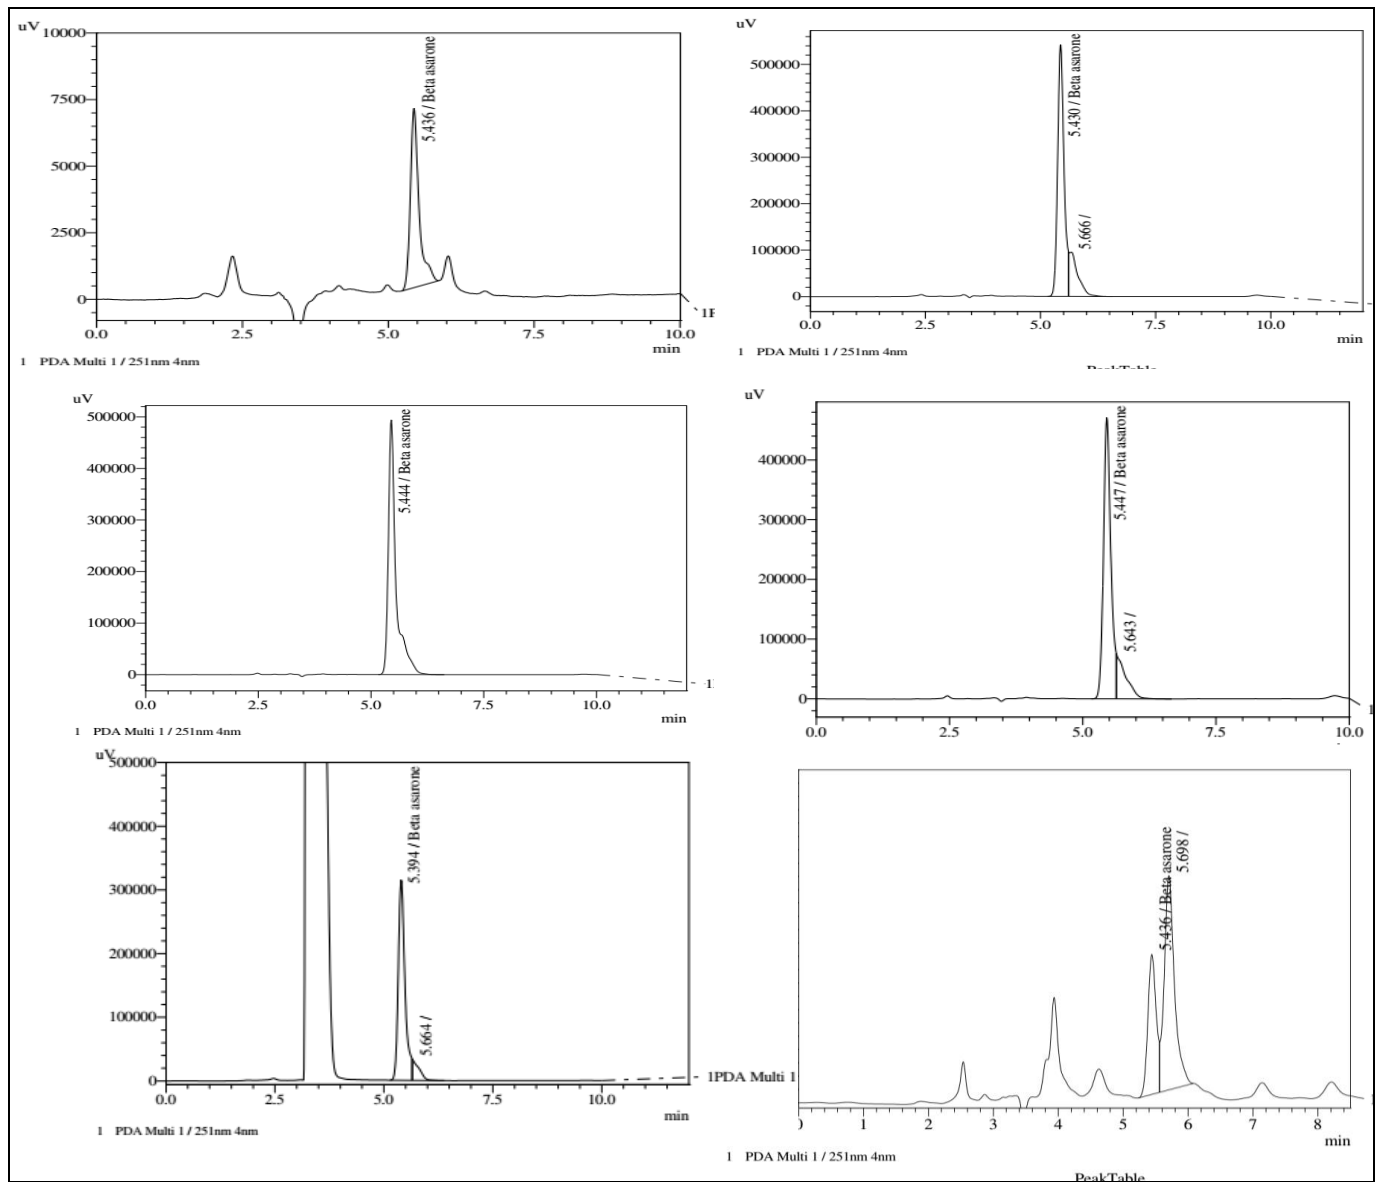 uV
10000
7500
5000
2500
0
5.436 / Beta asarone
0.0 2.5 5.0 7.5 10.0
min
1 PDA Multi 1 / 251nm 4nm
uV
500000
400000
300000
200000
100000
0
5.430 / Beta asarone
5.666 /
0.0 2.5 5.0 7.5 10.0
min
1 PDA Multi 1 / 251nm 4nm
uV
500000
400000
300000
200000
100000
0
5.444 / Beta asarone
0.0 2.5 5.0 7.5 10.0
min
1 PDA Multi 1 / 251nm 4nm
uV
400000
300000
200000
100000
0
5.447 / Beta asarone
5.643 /
0.0 2.5 5.0 7.5 10.0
uV
500000
400000
300000
200000
100000
0
5.394 / Beta asarone
5.664 /
0.0 2.5 5.0 7.5 10.0
min
1PDA Multi 1
1 PDA Multi 1 / 251nm 4nm
5.436 / Beta asarone
5.698 /
1 2 3 4 5 6 7 8
min
1 PDA Multi 1 / 251nm 4nm
PeakTable